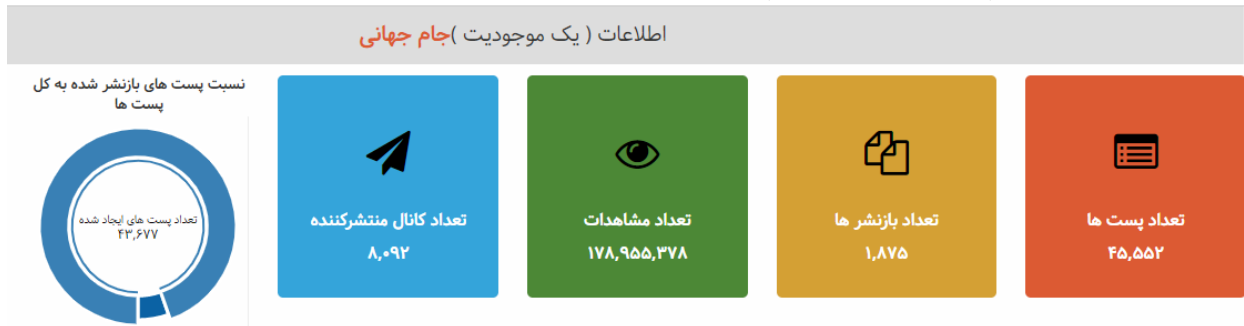 اطلاعات ( یک موجودیت )جام جهانی
تعداد پست ها
۴۵,۵۵۲
تعداد بازنشر ها
۱,۸۷۵
تعداد مشاهدات
۱۷۸,۹۵۵,۳۷۸
تعداد کانال منتشرکننده
۸,۰۹۲
نسبت پست های بازنشر شده به کل
پست ها
تعداد پست های ایجاد شده
۴۳,۶۷۷